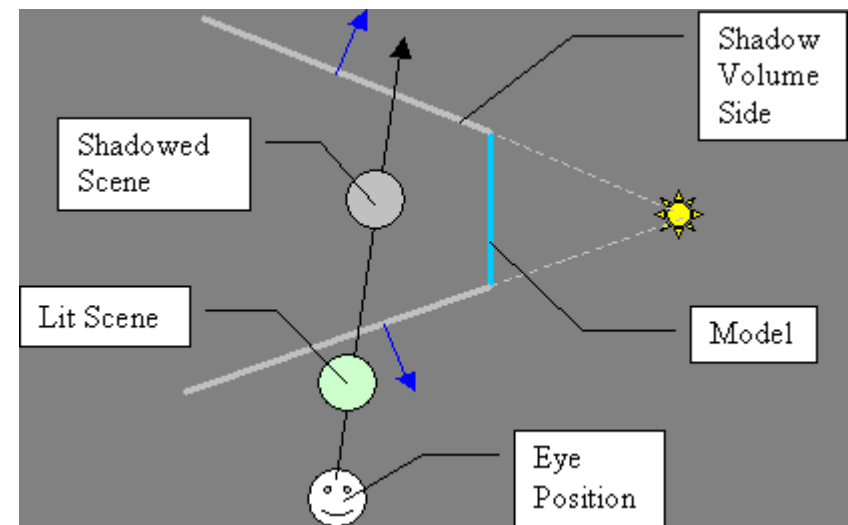 Shadow
Volume
Side
Shadowed
Scene
Lit Scene
Model
Eye
Position